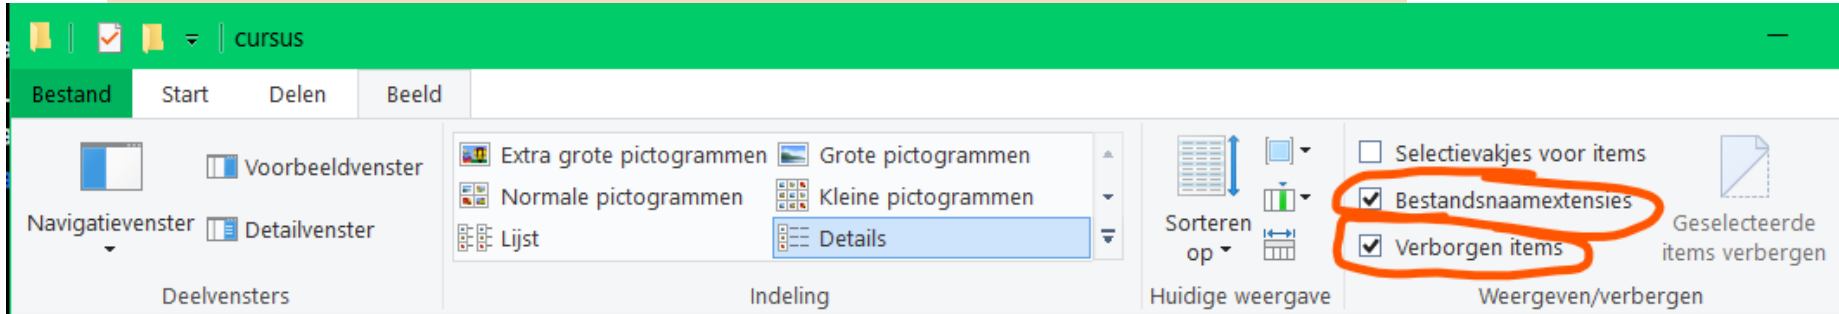 cursus
Bestand Start Delen Beeld
Navigatievenster
Voorbeeldvenster
Detailvenster
Deelvensters
Extra grote pictogrammen Grote pictogrammen
Normale pictogrammen Kleine pictogrammen
Lijst Details
Indeling
Sorteren
op
Huidige weergave
Selectievakjes voor items
Bestandsnaamextensies
Verborgen items
Geselecteerde
items verbergen
Weergeven/verbergen